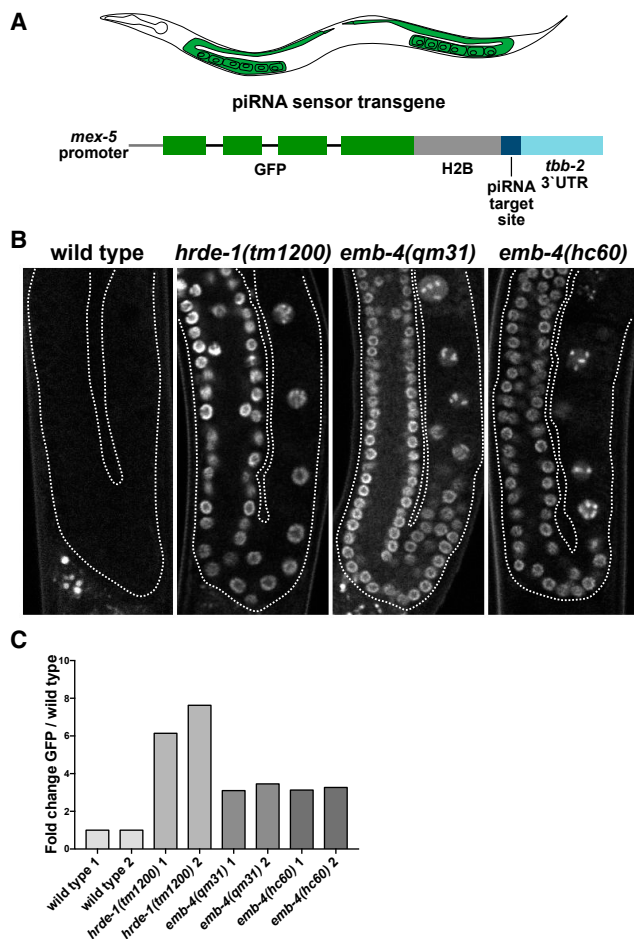 A
piRNA sensor transgene
mex-5
promoter
GFP
H2B
tbb-2
3`UTR
piRNA
target
site
B
wild type
hrde-1(tm1200)
emb-4(qm31)
emb-4(hc60)
C
Fold change GFP / wild type
10
8
6
4
2
0
wild type 1
wild type 2
hrde-1(tm1200) 1
hrde-1(tm1200) 2
emb-4(qm31) 1
emb-4(qm31) 2
emb-4(hc60) 1
emb-4(hc60) 2